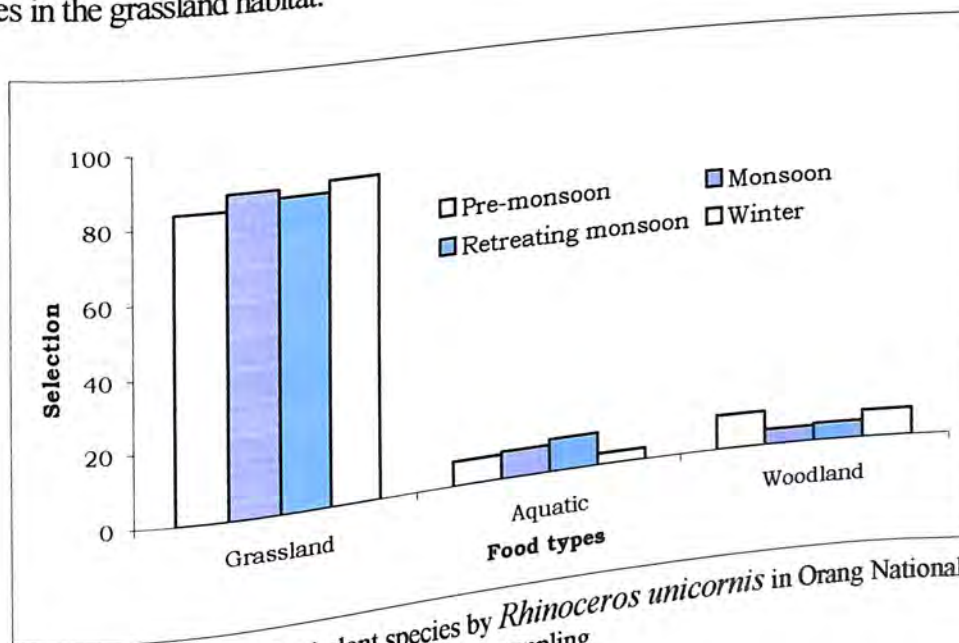 es in the grassland habitat.
100
80
60
40
20
0
Selection
Pre-monsoon
Monsoon
Retreating monsoon
Winter
Grassland
Aquatic
Woodland
Food types
species by Rhinoceros unicornis in Orang National